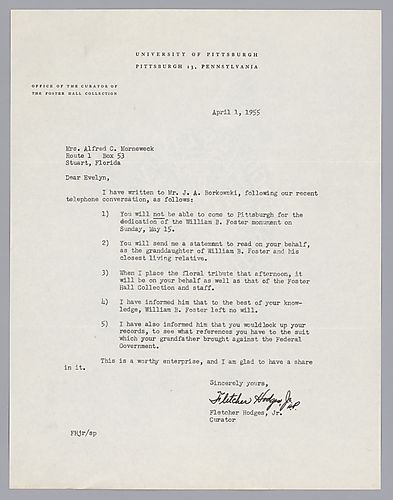 UNIVERSITY OF PITTSBURGH
PITTSBURGH 13, PENNSYLVANIA
OFFICE OF THE CURATOR OF
THE FOSTER HALL COLLECTION
April 1, 1955
Mrs. Alfred C. Morneweck
Route 1 Box 53
Stuart, Florida
Dear Evelyn,
I have written to Mr. J. A. Borkowski, following our recent
telephone conversation, as follows:
1) You will not be able to come to Pittsburgh for the
dedication of the William B. Foster monument on
Sunday, May 15.
2) You will send me a statemnt to read on your behalf,
as the granddaughter of William B. Foster and his
closest living relative.
3) When I place the floral tribute that afternoon, it
will be on your behalf as well as that of the Foster
Hall Collection and staff.
4) I have informed him that to the best of your know-
ledge, William B. Foster left no will.
5) I have also informed him that you wouldlook up your
records, to see what references you have to the suit
which your grandfather brought against the Federal
Government.
This is a worthy enterprise, and I am glad to have a share
in it.
Sincerely yours,
Fletcher Hodges, Jr.
Fletcher Hodges, Jr.
Curator
FHjr/sp